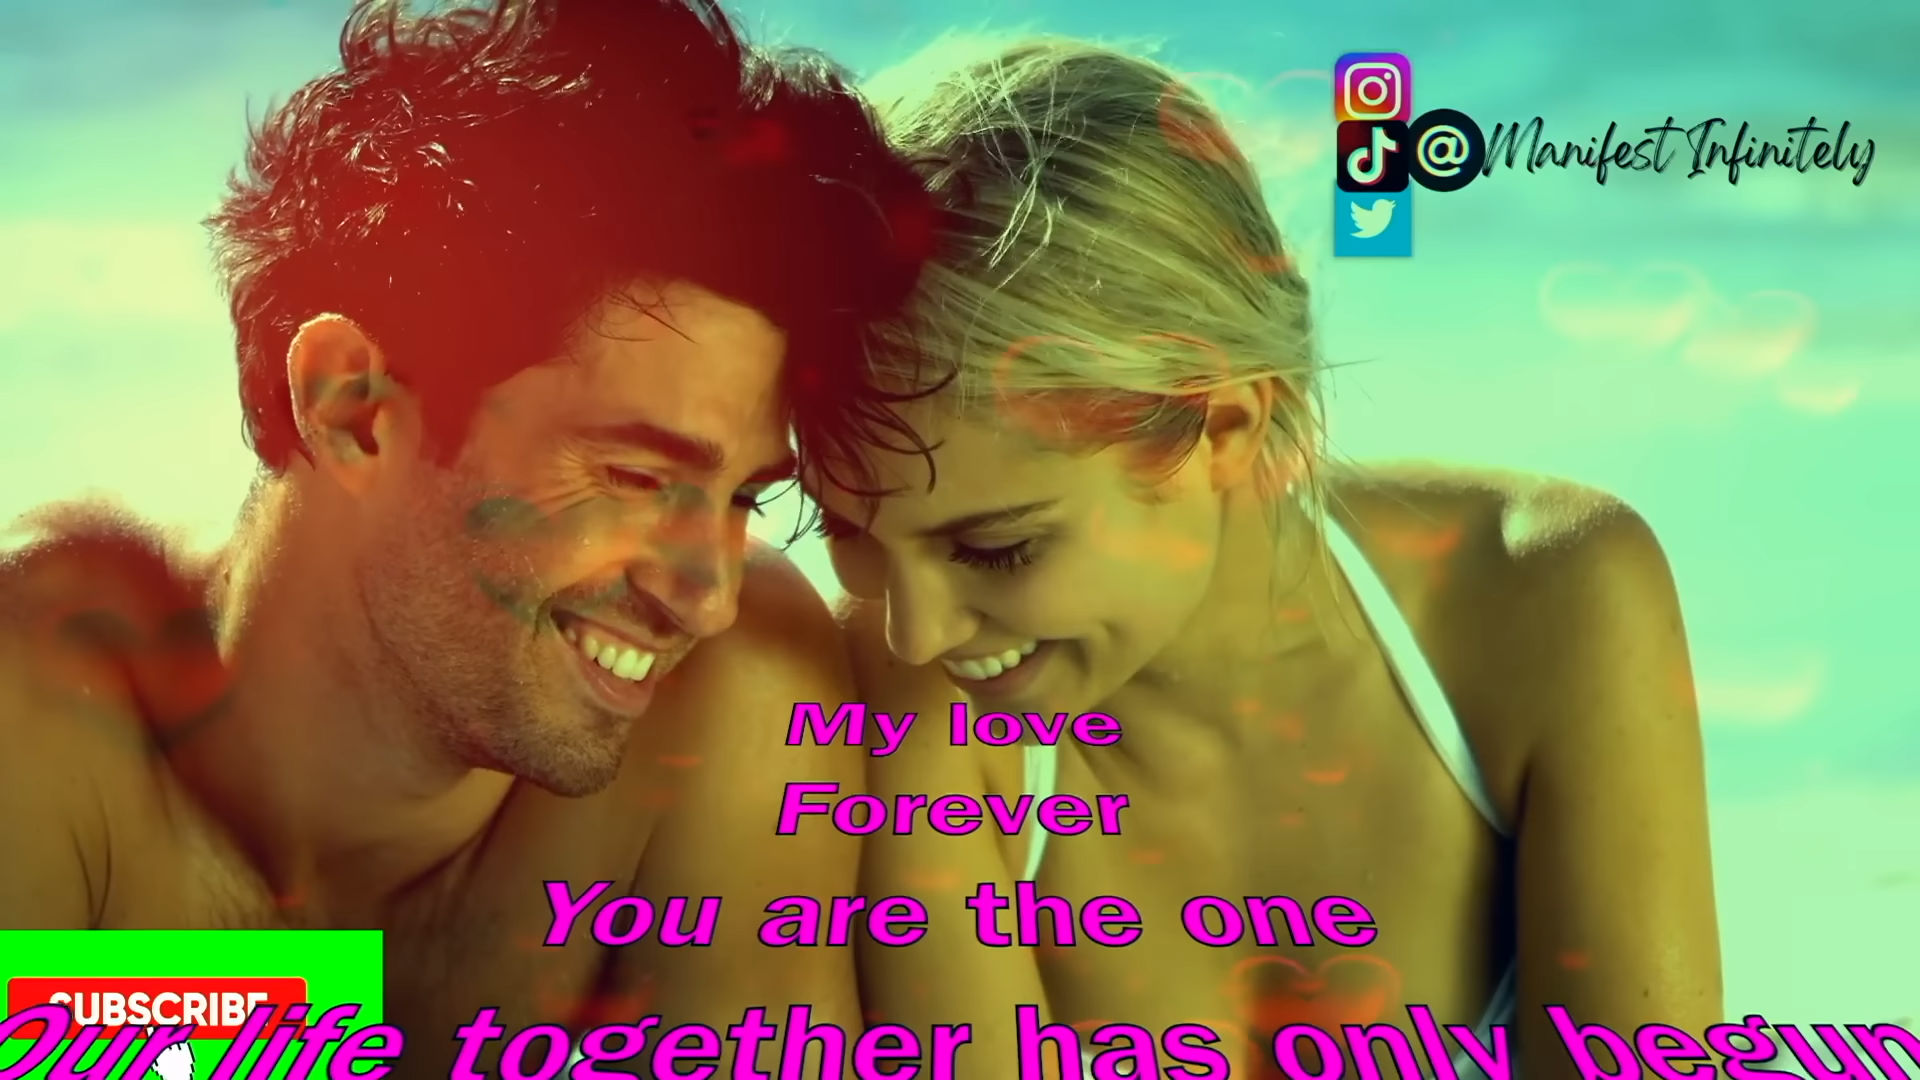 @Manifest Infinitely
My love
Forever
You are the one
SUBSCRIBE
Our life together has only begun